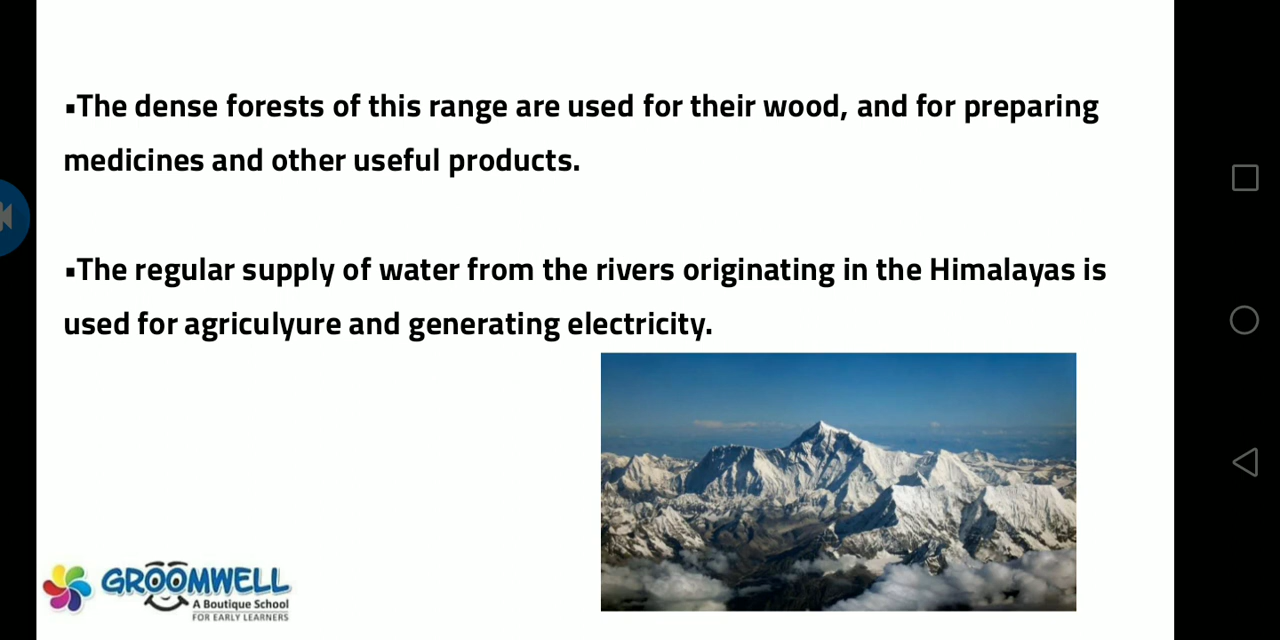 ▪The dense forests of this range are used for their wood, and for preparing
medicines and other useful products.
▪The regular supply of water from the rivers originating in the Himalayas is
used for agriculyure and generating electricity.
GROOMWELL
A Boutique School
FOR EARLY LEARNERS